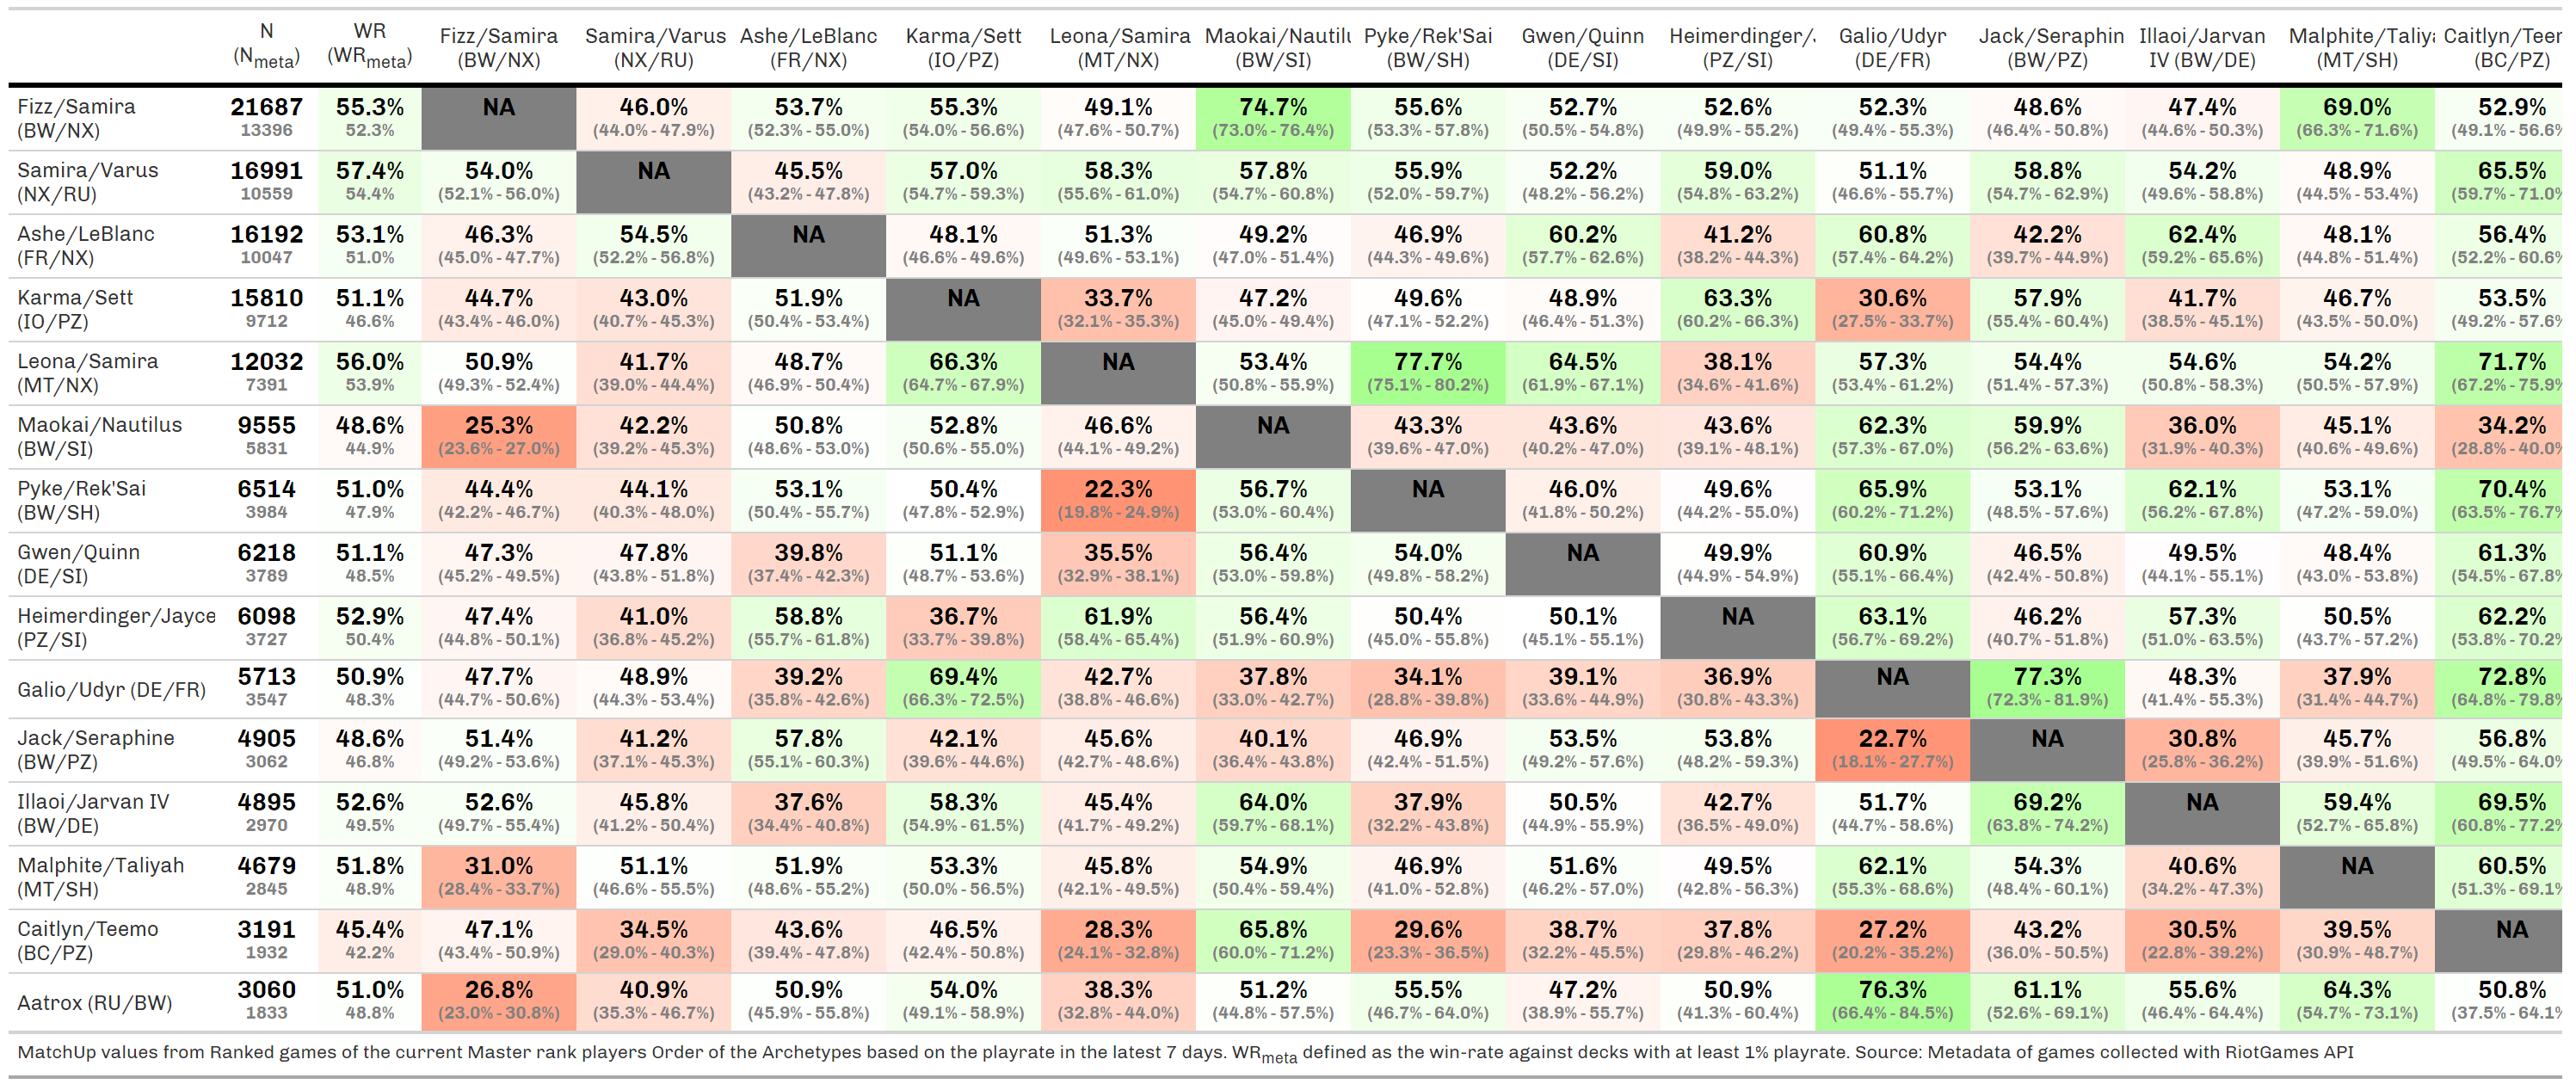 N WR Fizz/Samira Samira/Varus Ashe/LeBlanc Karma/Sett Leona/Samira Maokai/Nautilu Pyke/Rek'Sai Gwen/Quinn Heimerdinger/J Galio/Udyr Jack/Seraphin Illaoi/Jarvan Malphite/Taliya Caitlyn/Teer
(Nmeta) (WRmeta) (BW/NX) (NX/RU) (FR/NX) (IO/PZ) (MT/NX) (BW/SI) (BW/SH) (DE/SI) (PZ/SI) (DE/FR) (BW/PZ) IV (BW/DE) (MT/SH) (BC/PZ)
Fizz/Samira 21687 55.3% NA 46.0% 53.7% 55.3% 49.1% 74.7% 55.6% 52.7% 52.6% 52.3% 48.6% 47.4% 69.0% 52.9%
(BW/NX) 13396 52.3% (44.0% - 47.9%) (52.3% - 55.0%) (54.0% - 56.6%) (47.6% - 50.7%) (73.0% - 76.4%) (53.3% - 57.8%) (50.5% - 54.8%) (49.9% - 55.2%) (49.4% - 55.3%) (46.4% - 50.8%) (44.6% - 50.3%) (66.3% - 71.6%) (49.1% - 56.6%
Samira/Varus 16991 57.4% 54.0% NA 45.5% 57.0% 58.3% 57.8% 55.9% 52.2% 59.0% 51.1% 58.8% 54.2% 48.9% 65.5%
(NX/RU) 10559 54.4% (52.1% - 56.0%) (43.2% - 47.8%) (54.7% - 59.3%) (55.6% - 61.0%) (54.7% - 60.8%) (52.0% - 59.7%) (48.2% - 56.2%) (54.8% - 63.2%) (46.6% - 55.7%) (54.7% - 62.9%) (49.6% - 58.8%) (44.5% - 53.4%) (59.7% - 71.0%
Ashe/LeBlanc 16192 53.1% 46.3% 54.5% NA 48.1% 51.3% 49.2% 46.9% 60.2% 41.2% 60.8% 42.2% 62.4% 48.1% 56.4%
(FR/NX) 10047 51.0% (45.0% - 47.7%) (52.2% - 56.8%) (46.6% - 49.6%) (49.6% - 53.1%) (47.0% - 51.4%) (44.3% - 49.6%) (57.7% - 62.6%) (38.2% - 44.3%) (57.4% - 64.2%) (39.7% - 44.9%) (59.2% - 65.6%) (44.8% - 51.4%) (52.2% - 60.6%
Karma/Sett 15810 51.1% 44.7% 43.0% 51.9% NA 33.7% 47.2% 49.6% 48.9% 63.3% 30.6% 57.9% 41.7% 46.7% 53.5%
(IO/PZ) 9712 46.6% (43.4% - 46.0%) (40.7% - 45.3%) (50.4% - 53.4%) (32.1% - 35.3%) (45.0% - 49.4%) (47.1% - 52.2%) (46.4% - 51.3%) (60.2% - 66.3%) (27.5% - 33.7%) (55.4% - 60.4%) (38.5% - 45.1%) (43.5% - 50.0%) (49.2% - 57.6%
Leona/Samira 12032 56.0% 50.9% 41.7% 48.7% 66.3% NA 53.4% 77.7% 64.5% 38.1% 57.3% 54.4% 54.6% 54.2% 71.7%
(MT/NX) 7391 53.9% (49.3% - 52.4%) (39.0% - 44.4%) (46.9% - 50.4%) (64.7% - 67.9%) (50.8% - 55.9%) (75.1% - 80.2%) (61.9% - 67.1%) (34.6% - 41.6%) (53.4% - 61.2%) (51.4% - 57.3%) (50.8% - 58.3%) (50.5% - 57.9%) (67.2% - 75.9%
Maokai/Nautilus 9555 48.6% 25.3% 42.2% 50.8% 52.8% 46.6% NA 43.3% 43.6% 43.6% 62.3% 59.9% 36.0% 45.1% 34.2%
(BW/SI) 5831 44.9% (23.6% - 27.0%) (39.2% - 45.3%) (48.6% - 53.0%) (50.6% - 55.0%) (44.1% - 49.2%) (39.6% - 47.0%) (40.2% - 47.0%) (39.1% - 48.1%) (57.3% - 67.0%) (56.2% - 63.6%) (31.9% - 40.3%) (40.6% - 49.6%) (28.8% - 40.0%
Pyke/Rek'Sai 6514 51.0% 44.4% 44.1% 53.1% 50.4% 22.3% 56.7% NA 46.0% 49.6% 65.9% 53.1% 62.1% 53.1% 70.4%
(BW/SH) 3984 47.9% (42.2% - 46.7%) (40.3% - 48.0%) (50.4% - 55.7%) (47.8% - 52.9%) (19.8% - 24.9%) (53.0% - 60.4%) (41.8% - 50.2%) (44.2% - 55.0%) (60.2% - 71.2%) (48.5% - 57.6%) (56.2% - 67.8%) (47.2% - 59.0%) (63.5% - 76.7%
Gwen/Quinn 6218 51.1% 47.3% 47.8% 39.8% 51.1% 35.5% 56.4% 54.0% NA 49.9% 60.9% 46.5% 49.5% 48.4% 61.3%
(DE/SI) 3789 48.5% (45.2% - 49.5%) (43.8% - 51.8%) (37.4% - 42.3%) (48.7% - 53.6%) (32.9% - 38.1%) (53.0% - 59.8%) (49.8% - 58.2%) (44.9% - 54.9%) (55.1% - 66.4%) (42.4% - 50.8%) (44.1% - 55.1%) (43.0% - 53.8%) (54.5% - 67.8%
Heimerdinger/Jayce 6098 52.9% 47.4% 41.0% 58.8% 36.7% 61.9% 56.4% 50.4% 50.1% NA 63.1% 46.2% 57.3% 50.5% 62.2%
(PZ/SI) 3727 50.4% (44.8% - 50.1%) (36.8% - 45.2%) (55.7% - 61.8%) (33.7% - 39.8%) (58.4% - 65.4%) (51.9% - 60.9%) (45.0% - 55.8%) (45.1% - 55.1%) (56.7% - 69.2%) (40.7% - 51.8%) (51.0% - 63.5%) (43.7% - 57.2%) (53.8% - 70.2%
Galio/Udyr (DE/FR) 5713 50.9% 47.7% 48.9% 39.2% 69.4% 42.7% 37.8% 34.1% 39.1% 36.9% NA 77.3% 48.3% 37.9% 72.8%
3547 48.3% (44.7% - 50.6%) (44.3% - 53.4%) (35.8% - 42.6%) (66.3% - 72.5%) (38.8% - 46.6%) (33.0% - 42.7%) (28.8% - 39.8%) (33.6% - 44.9%) (30.8% - 43.3%) (72.3% - 81.9%) (41.4% - 55.3%) (31.4% - 44.7%) (64.8% - 79.8%
Jack/Seraphine 4905 48.6% 51.4% 41.2% 57.8% 42.1% 45.6% 40.1% 46.9% 53.5% 53.8% 22.7% NA 30.8% 45.7% 56.8%
(BW/PZ) 3062 46.8% (49.2% - 53.6%) (37.1% - 45.3%) (55.1% - 60.3%) (39.6% - 44.6%) (42.7% - 48.6%) (36.4% - 43.8%) (42.4% - 51.5%) (49.2% - 57.6%) (48.2% - 59.3%) (18.1% - 27.7%) (25.8% - 36.2%) (39.9% - 51.6%) (49.5% - 64.0%
Illaoi/Jarvan IV 4895 52.6% 52.6% 45.8% 37.6% 58.3% 45.4% 64.0% 37.9% 50.5% 42.7% 51.7% 69.2% NA 59.4% 69.5%
(BW/DE) 2970 49.5% (49.7% - 55.4%) (41.2% - 50.4%) (34.4% - 40.8%) (54.9% - 61.5%) (41.7% - 49.2%) (59.7% - 68.1%) (32.2% - 43.8%) (44.9% - 55.9%) (36.5% - 49.0%) (44.7% - 58.6%) (63.8% - 74.2%) (52.7% - 65.8%) (60.8% - 77.2%
Malphite/Taliyah 4679 51.8% 31.0% 51.1% 51.9% 53.3% 45.8% 54.9% 46.9% 51.6% 49.5% 62.1% 54.3% 40.6% NA 60.5%
(MT/SH) 2845 48.9% (28.4% - 33.7%) (46.6% - 55.5%) (48.6% - 55.2%) (50.0% - 56.5%) (42.1% - 49.5%) (50.4% - 59.4%) (41.0% - 52.8%) (46.2% - 57.0%) (42.8% - 56.3%) (55.3% - 68.6%) (48.4% - 60.1%) (34.2% - 47.3%) (51.3% - 69.1%
Caitlyn/Teemo 3191 45.4% 47.1% 34.5% 43.6% 46.5% 28.3% 65.8% 29.6% 38.7% 37.8% 27.2% 43.2% 30.5% 39.5% NA
(BC/PZ) 1932 42.2% (43.4% - 50.9%) (29.0% - 40.3%) (39.4% - 47.8%) (42.4% - 50.8%) (24.1% - 32.8%) (60.0% - 71.2%) (23.3% - 36.5%) (32.2% - 45.5%) (29.8% - 46.2%) (20.2% - 35.2%) (36.0% - 50.5%) (22.8% - 39.2%) (30.9% - 48.7%)
Aatrox (RU/BW) 3060 51.0% 26.8% 40.9% 50.9% 54.0% 38.3% 51.2% 55.5% 47.2% 50.9% 76.3% 61.1% 55.6% 64.3% 50.8%
1833 48.8% (23.0% - 30.8%) (35.3% - 46.7%) (45.9% - 55.8%) (49.1% - 58.9%) (32.8% - 44.0%) (44.8% - 57.5%) (46.7% - 64.0%) (38.9% - 55.7%) (41.3% - 60.4%) (66.4% - 84.5%) (52.6% - 69.1%) (46.4% - 64.4%) (54.7% - 73.1%) (37.5% - 64.1%
MatchUp values from Ranked games of the current Master rank players Order of the Archetypes based on the playrate in the latest 7 days. WRmeta defined as the win-rate against decks with at least 1% playrate. Source: Metadata of games collected with RiotGames API